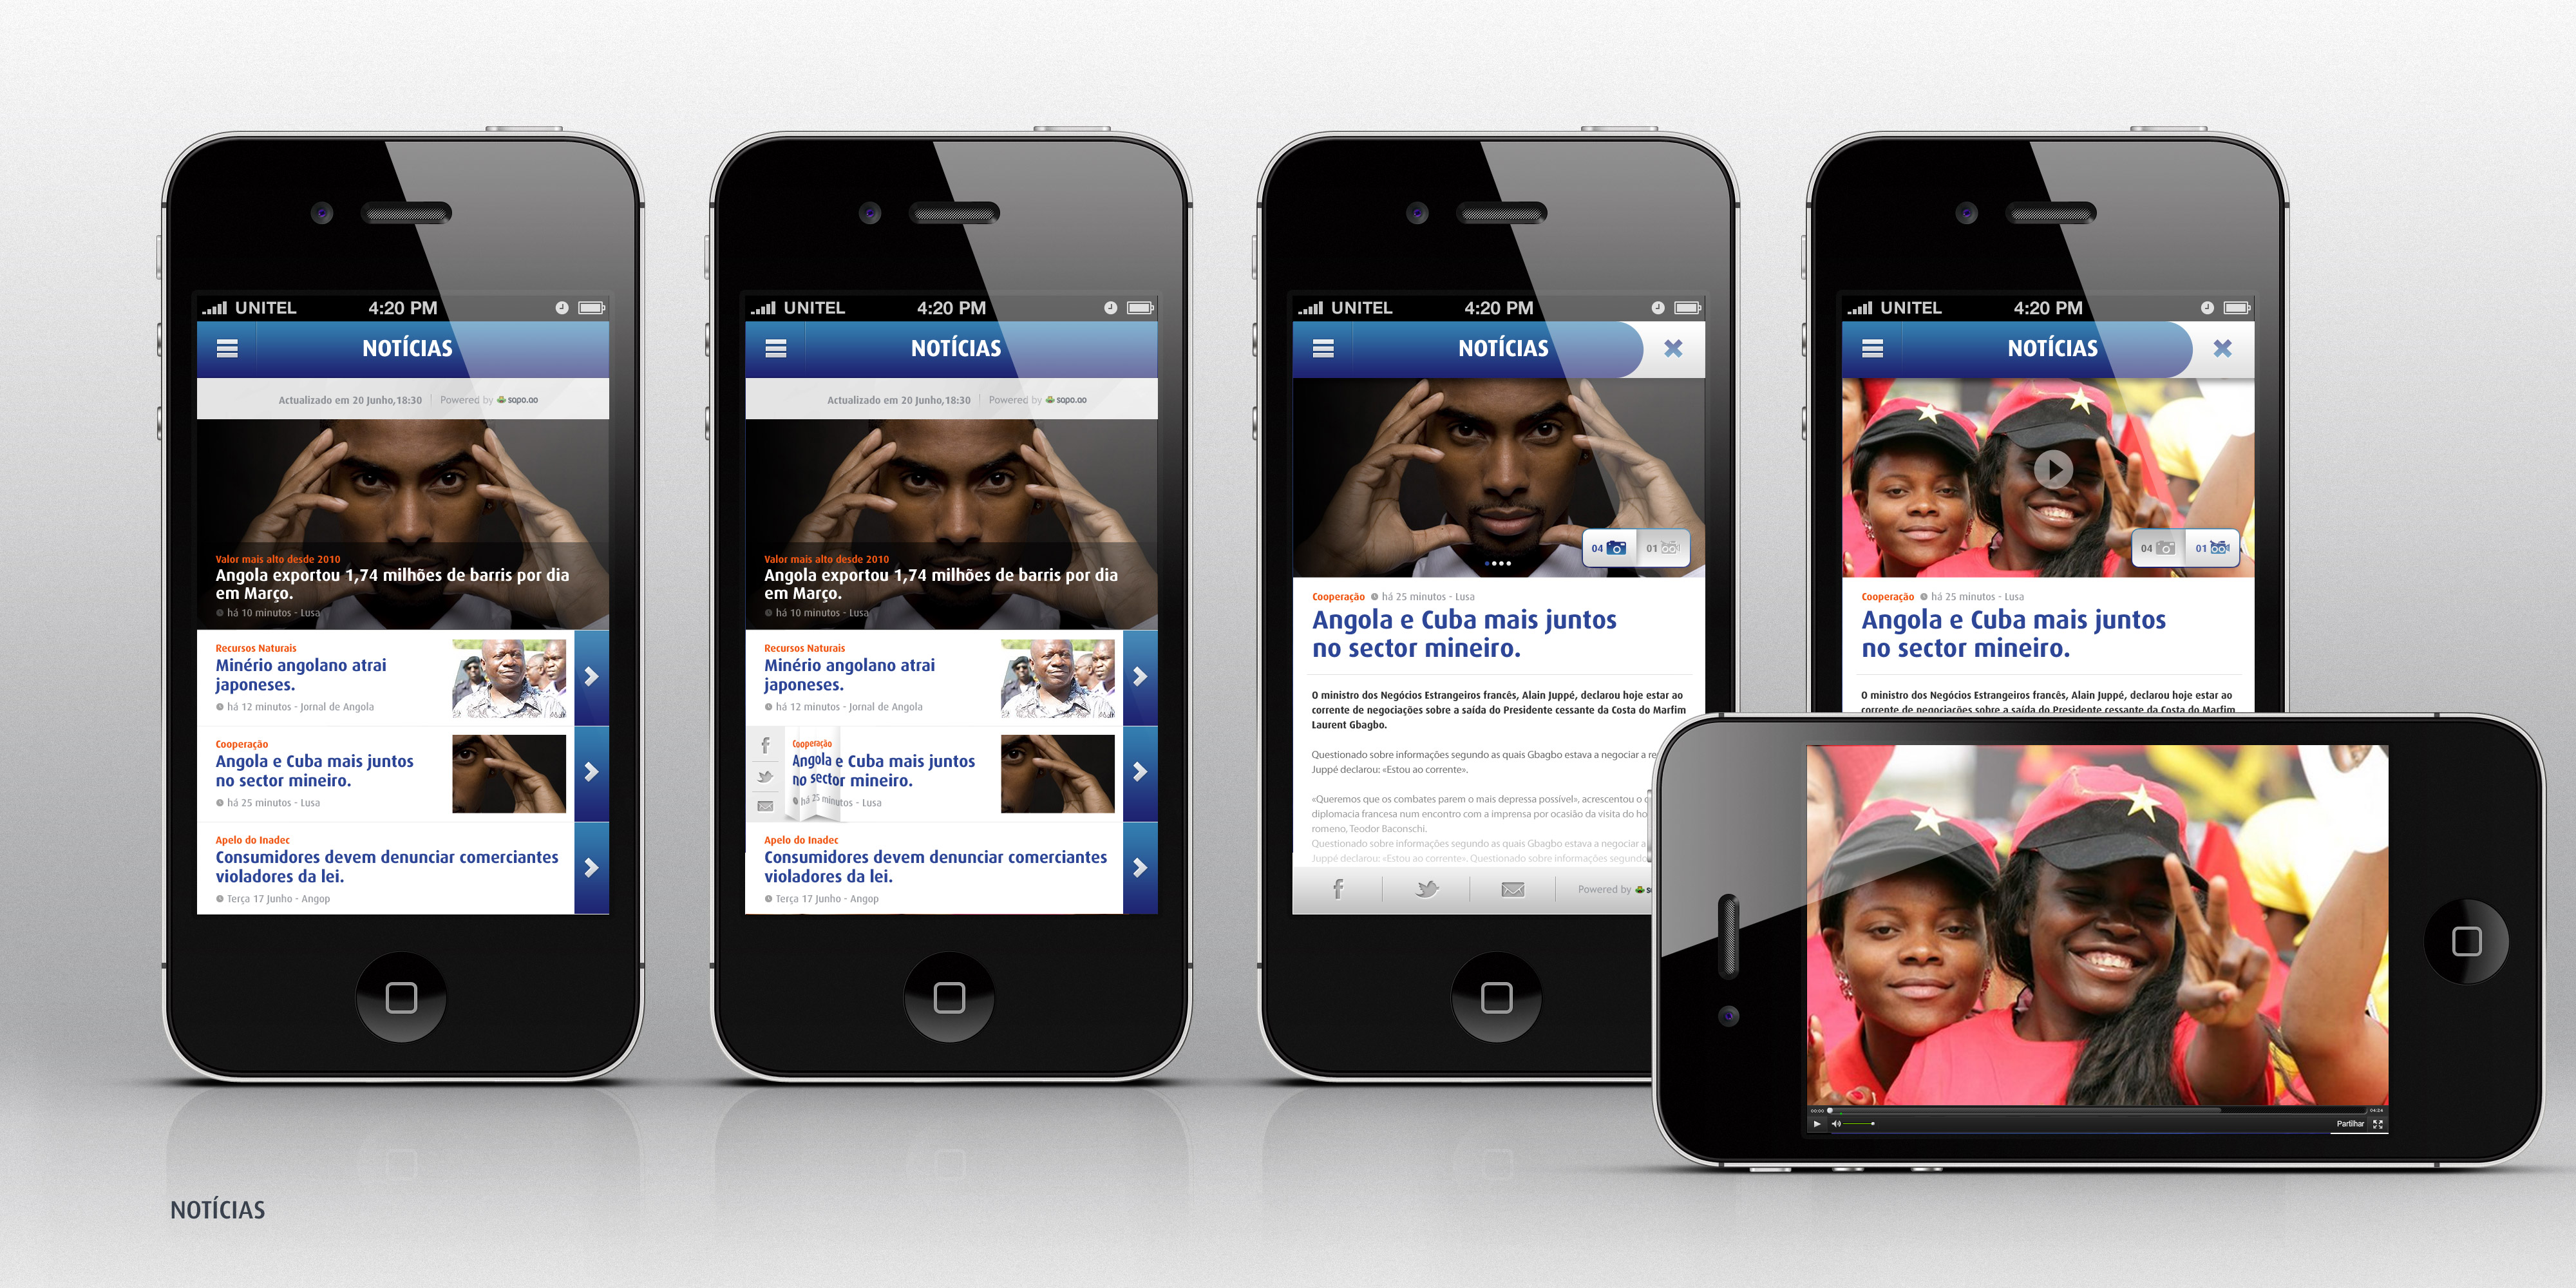 UNITEL 4:20 PM
NOTÍCIAS
Actualizado em 20 Junho,18:30 Powered by sapo.ao
Valor mais alto desde 2010
Angola exportou 1,74 milhões de barris por dia
em Março.
há 10 minutos - Lusa
Recursos Naturais
Minério angolano atrai
japoneses.
há 12 minutos - Jornal de Angola
Cooperação
Angola e Cuba mais juntos
no sector mineiro.
há 25 minutos - Lusa
Apelo do Inadec
Consumidores devem denunciar comerciantes
violadores da lei.
Terça 17 Junho - Angop
UNITEL 4:20 PM
NOTÍCIAS
Actualizado em 20 Junho,18:30 Powered by sapo.ao
Valor mais alto desde 2010
Angola exportou 1,74 milhões de barris por dia
em Março.
há 10 minutos - Lusa
Recursos Naturais
Minério angolano atrai
japoneses.
há 12 minutos - Jornal de Angola
f
Cooperação
Angola e Cuba mais juntos
no sector mineiro.
há 25 minutos - Lusa
Apelo do Inadec
Consumidores devem denunciar comerciantes
violadores da lei.
Terça 17 Junho - Angop
UNITEL 4:20 PM
NOTÍCIAS
04 01
Cooperação há 25 minutos - Lusa
Angola e Cuba mais juntos
no sector mineiro.
O ministro dos Negócios Estrangeiros francês, Alain Juppé, declarou hoje estar ao
corrente de negociações sobre a saída do Presidente cessante da Costa do Marfim
Laurent Gbagbo.
Questionado sobre informações segundo as quais Gbagbo estava a negociar a
Juppé declarou: «Estou ao corrente».
«Queremos que os combates parem o mais depressa possível», acrescentou o
diplomacia francesa num encontro com a imprensa por ocasião da visita do
romeno, Teodor Baconschi.
Questionado sobre informações segundo as quais Gbagbo estava a negociar a
Juppé declarou: «Estou ao corrente». Questionado sobre informações
f Powered by
UNITEL 4:20 PM
NOTÍCIAS
04 01
Cooperação há 25 minutos - Lusa
Angola e Cuba mais juntos
no sector mineiro.
O ministro dos Negócios Estrangeiros francês, Alain Juppé, declarou hoje estar ao
corrente de negociações sobre a saída do Presidente cessante da Costa do Marfim
00:00 04:24
Partilhar
NOTÍCIAS